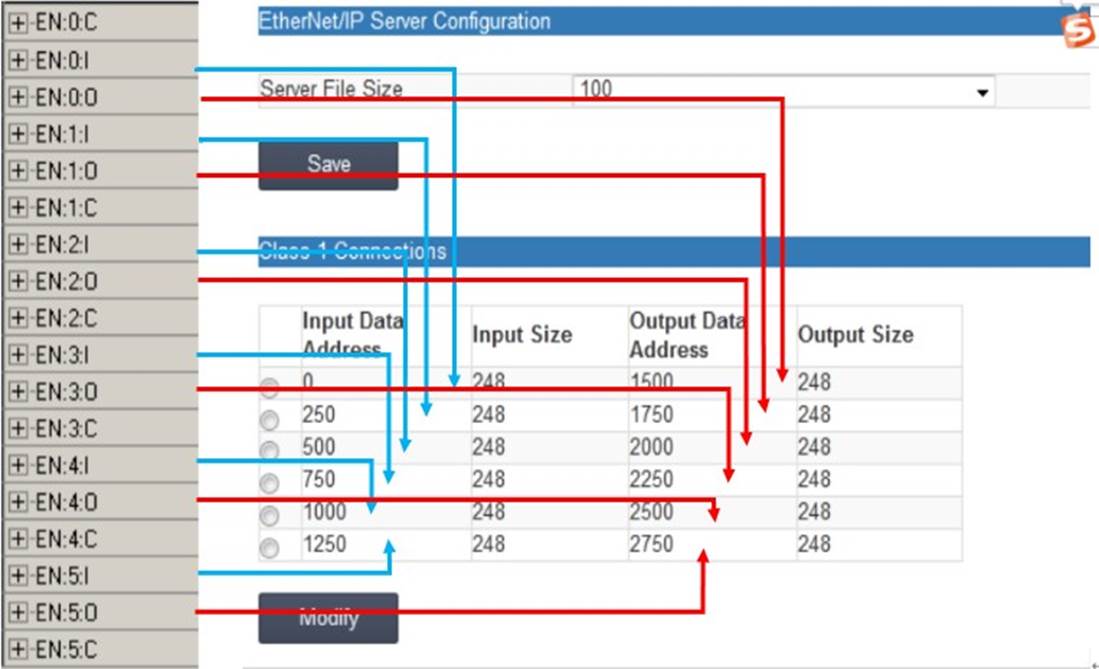 EN:0:C
EN:0:I
EN:0:O
EN:1:I
EN:1:O
EN:1:C
EN:2:I
EN:2:O
EN:2:C
EN:3:I
EN:3:O
EN:3:C
EN:4:I
EN:4:O
EN:4:C
EN:5:I
EN:5:O
EN:5:C
EtherNet/IP Server Configuration
Server File Size 100
Save
Class 1 Connections
Input Data Address Input Size Output Data Address Output Size
0 248 1500 248
250 248 1750 248
500 248 2000 248
750 248 2250 248
1000 248 2500 248
1250 248 2750 248
Modify
S